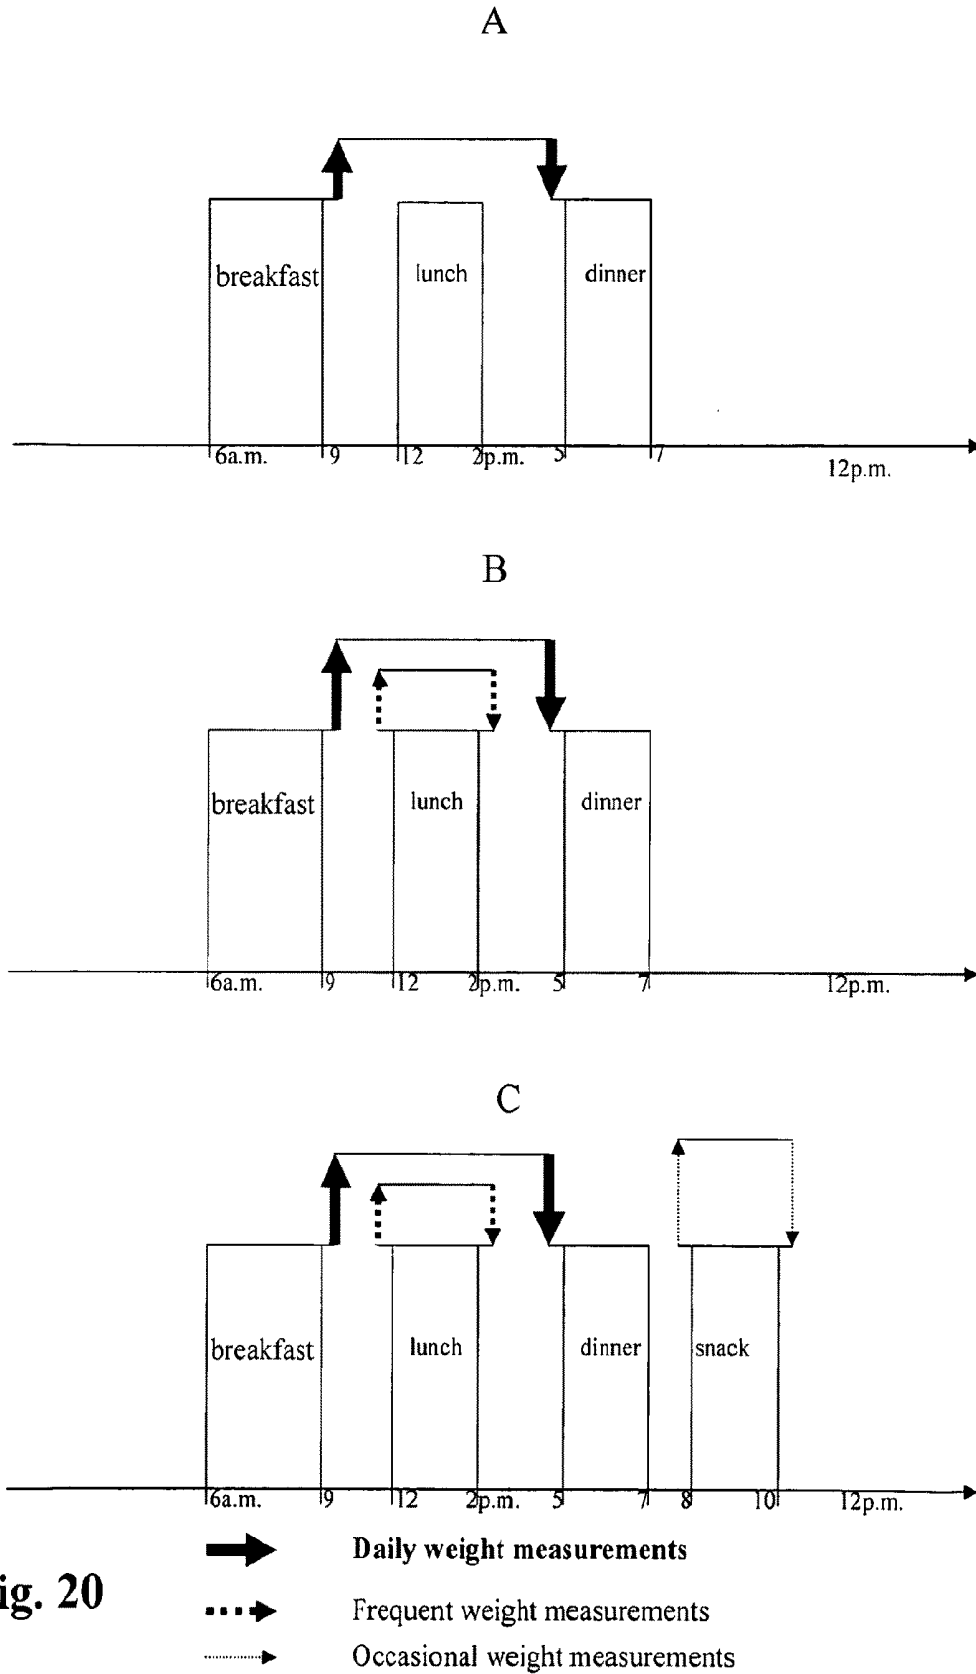 A
breakfast lunch dinner
6a.m. 9 12 2p.m. 5 7 12p.m.
B
breakfast lunch dinner
6a.m. 9 12 2p.m. 5 7 12p.m.
C
breakfast lunch dinner snack
6a.m. 9 12 2p.m. 5 7 8 10 12p.m.
Daily weight measurements
ig. 20
Frequent weight measurements
Occasional weight measurements